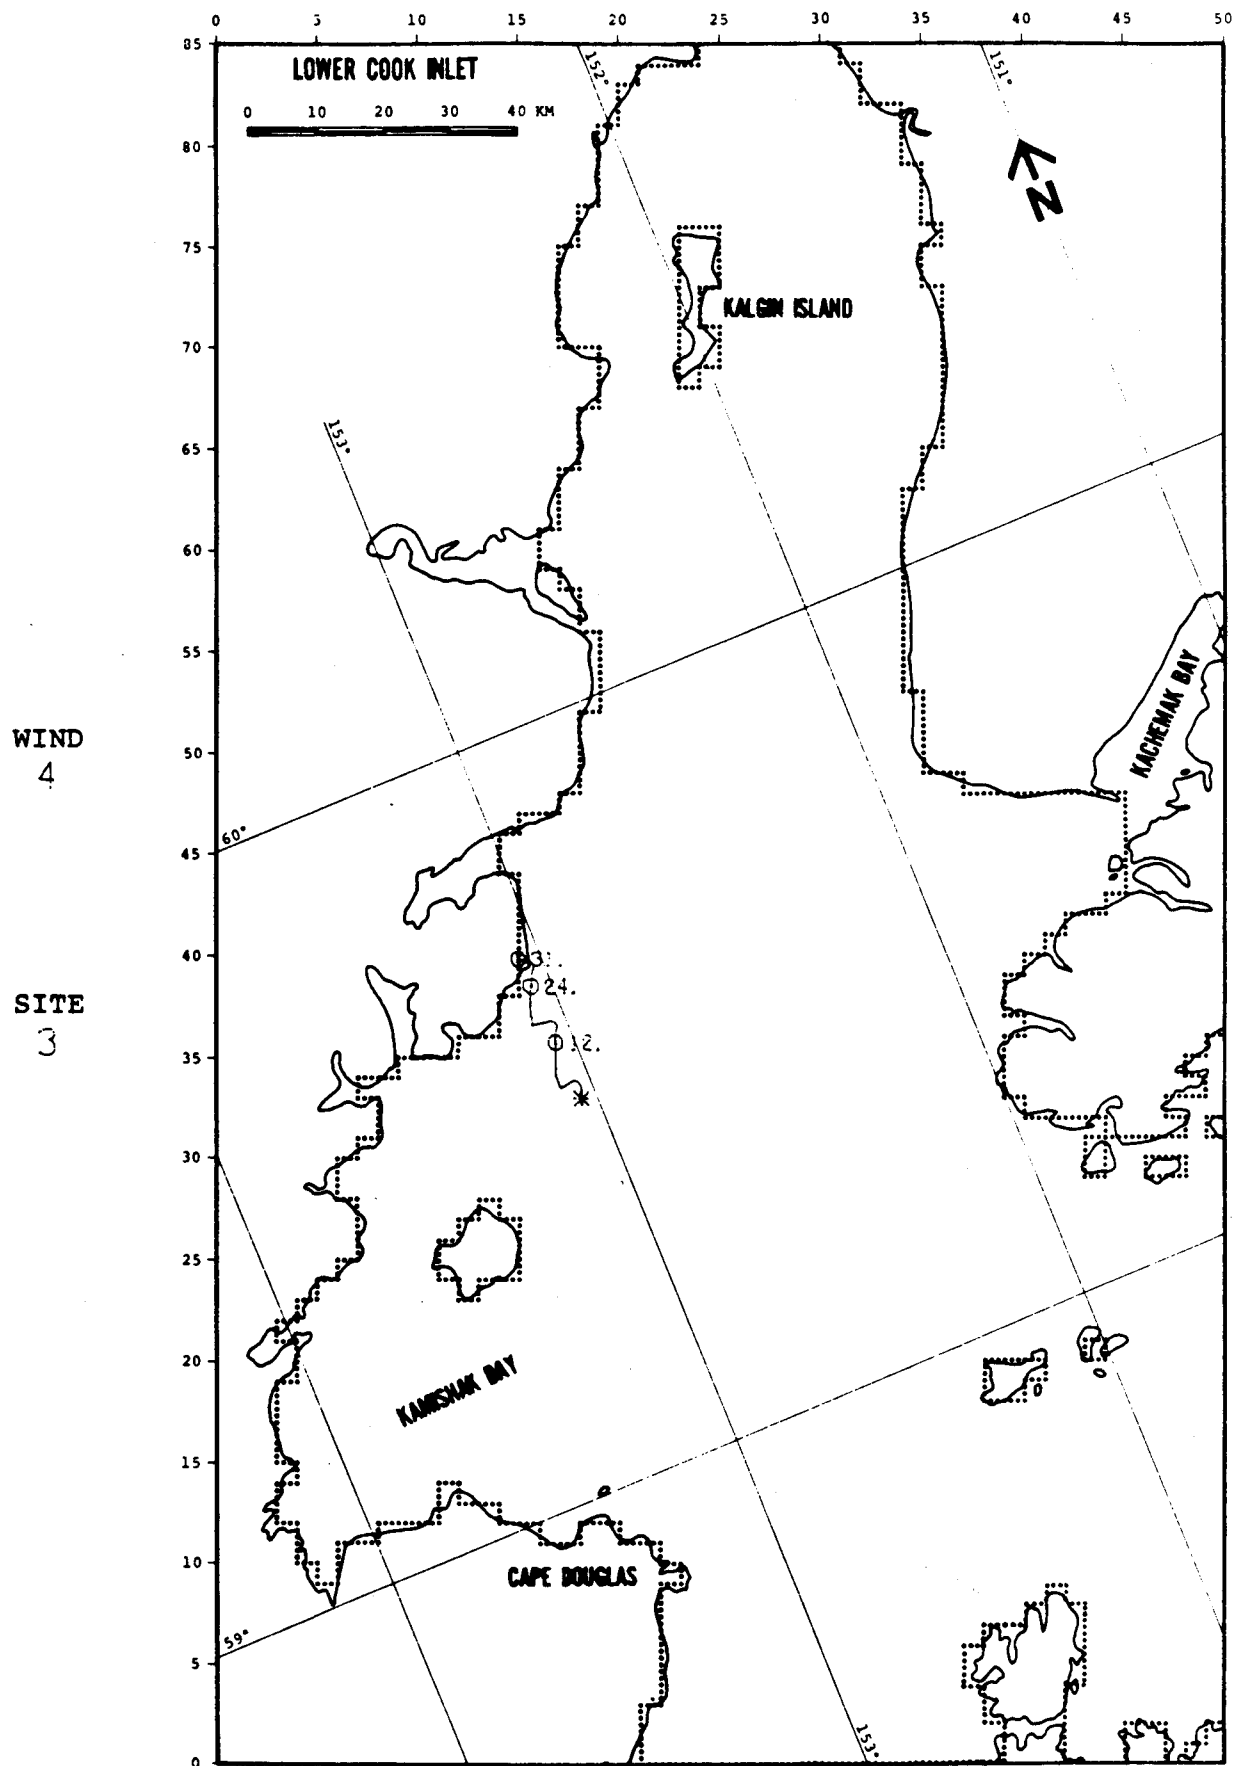 0 5 10 15 20 25 30 35 40 45 50
85
LOWER COOK INLET
152°
151°
0 10 20 30 40 KM
80
N
75
KALGIN ISLAND
70
153°
65
60
55
KACHEMAK BAY
WIND
4
50
60°
45
40
31.
24.
SITE
3
12.
35
30
25
20
KAMISHAK BAY
15
10
CAPE DOUGLAS
59°
5
153°
0